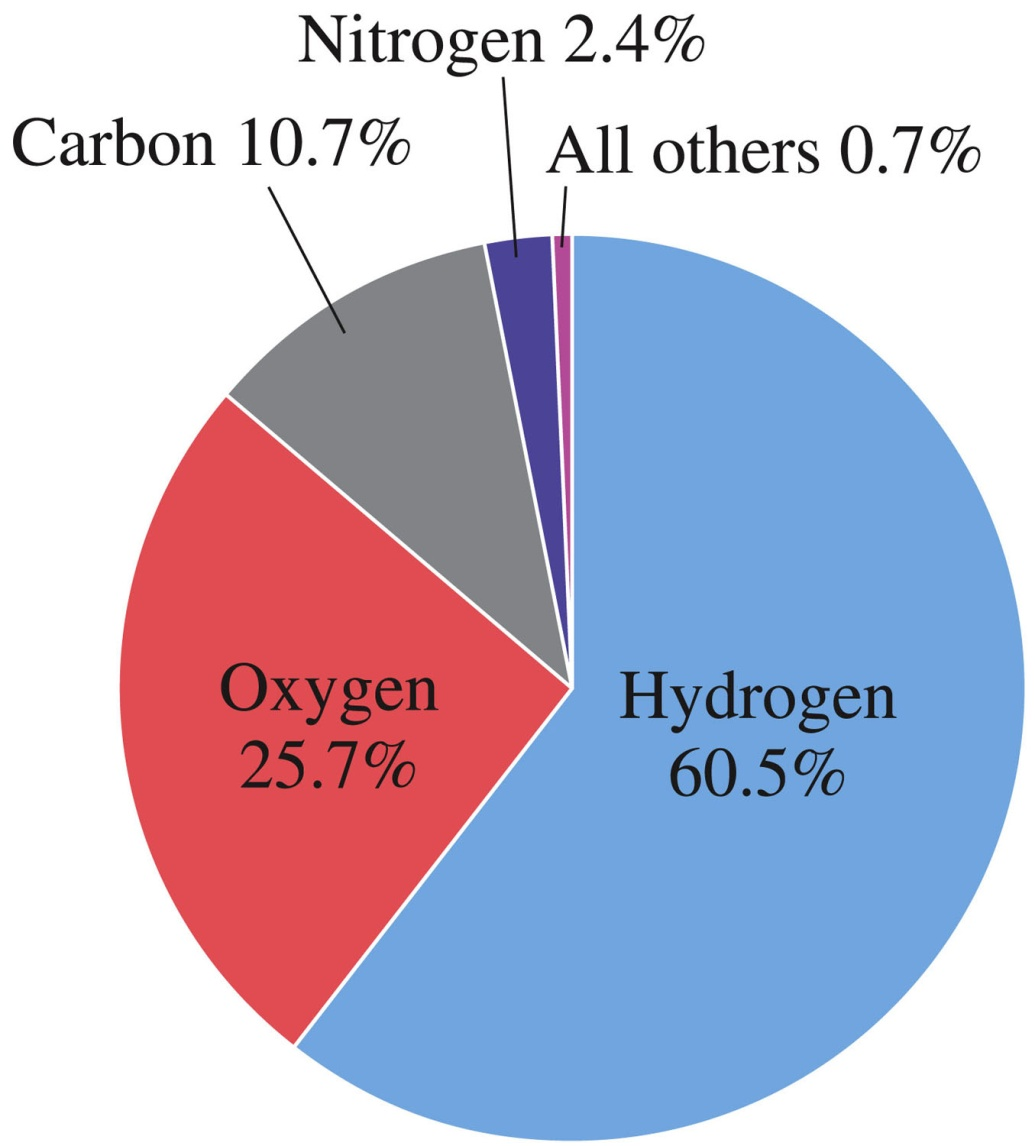 Nitrogen 2.4%
Carbon 10.7%
All others 0.7%
Oxygen
25.7%
Hydrogen
60.5%